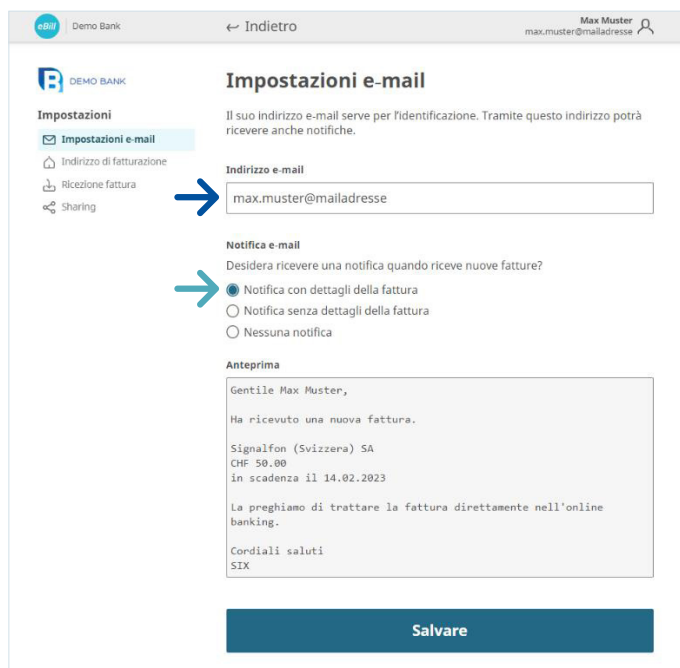 eBill Demo Bank
Indietro
Max Muster
max.muster@mailadresse
DEMO BANK
Impostazioni
Impostazioni e-mail
Indirizzo di fatturazione
Ricezione fattura
Sharing
Impostazioni e-mail
Il suo indirizzo e-mail serve per l'identificazione. Tramite questo indirizzo potrà
ricevere anche notifiche.
Indirizzo e-mail
max.muster@mailadresse
Notifica e-mail
Desidera ricevere una notifica quando riceve nuove fatture?
Notifica con dettagli della fattura
Notifica senza dettagli della fattura
Nessuna notifica
Anteprima
Gentile Max Muster,
Ha ricevuto una nuova fattura.
Signalfon (Svizzera) SA
CHF 50.00
in scadenza il 14.02.2023
La preghiamo di trattare la fattura direttamente nell'online
banking.
Cordiali saluti
SIX
Salvare